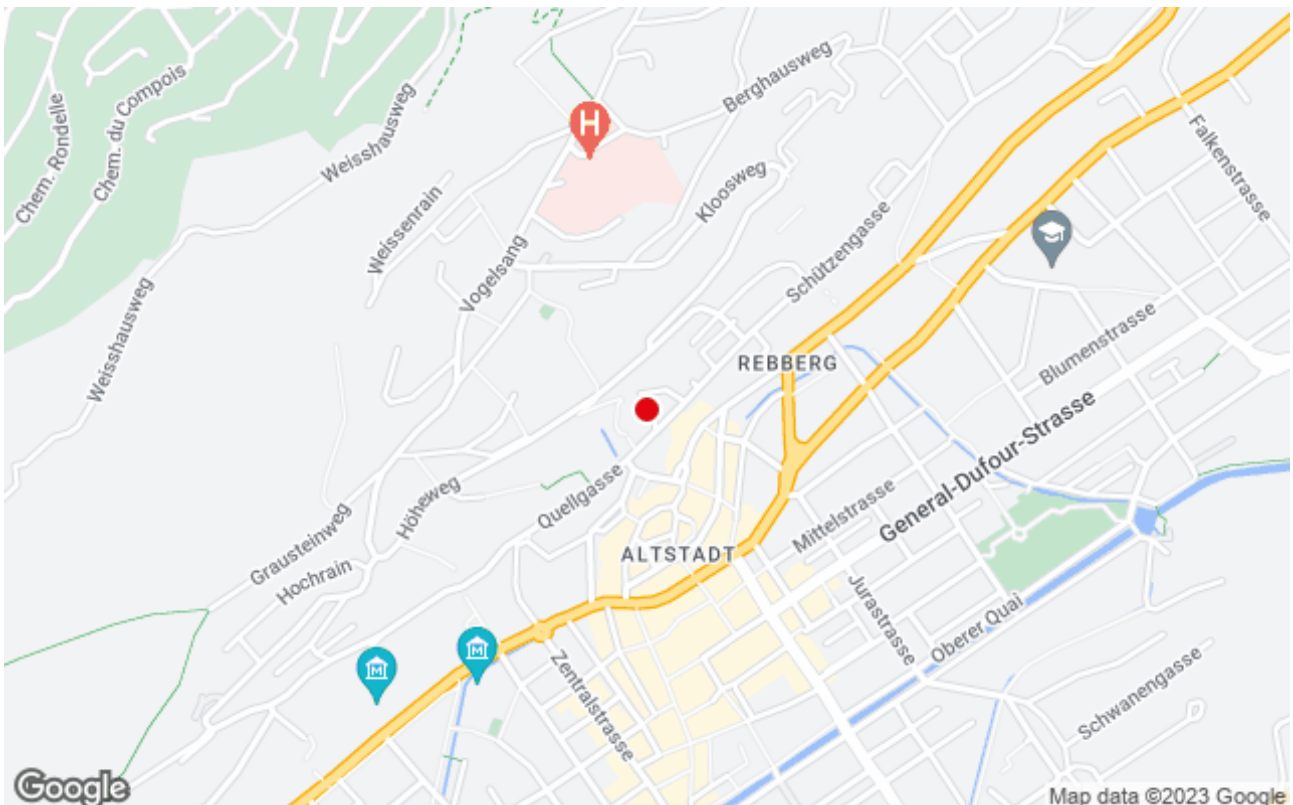 Berghausweg
Chem. du Compois
Weisshausweg
Chem. Rondelle
H
Falkenstrasse
Kloosweg
Weissenrain
Schützengasse
Vogelsang
Weisshausweg
Blumenstrasse
REBBERG
General-Dufour-Strasse
Höheweg
Quellgasse
Mittelstrasse
Grausteinweg
ALTSTADT
Hochrain
Jurastrasse
Oberer Quai
M
M
Zentralstrasse
Schwanengasse
Google
Map data ©2023 Google